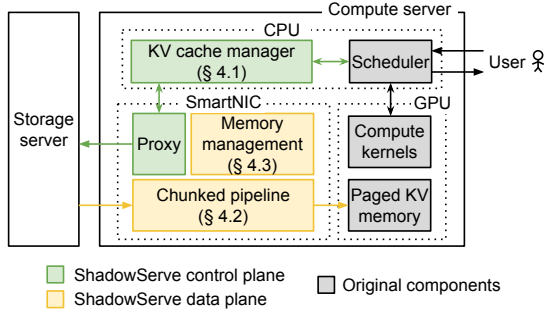 Compute server
CPU
KV cache manager
(§ 4.1)
Scheduler
User
SmartNIC
GPU
Storage
server
Proxy
Memory
management
(§ 4.3)
Compute
kernels
Chunked pipeline
(§ 4.2)
Paged KV
memory
ShadowServe control plane
ShadowServe data plane
Original components